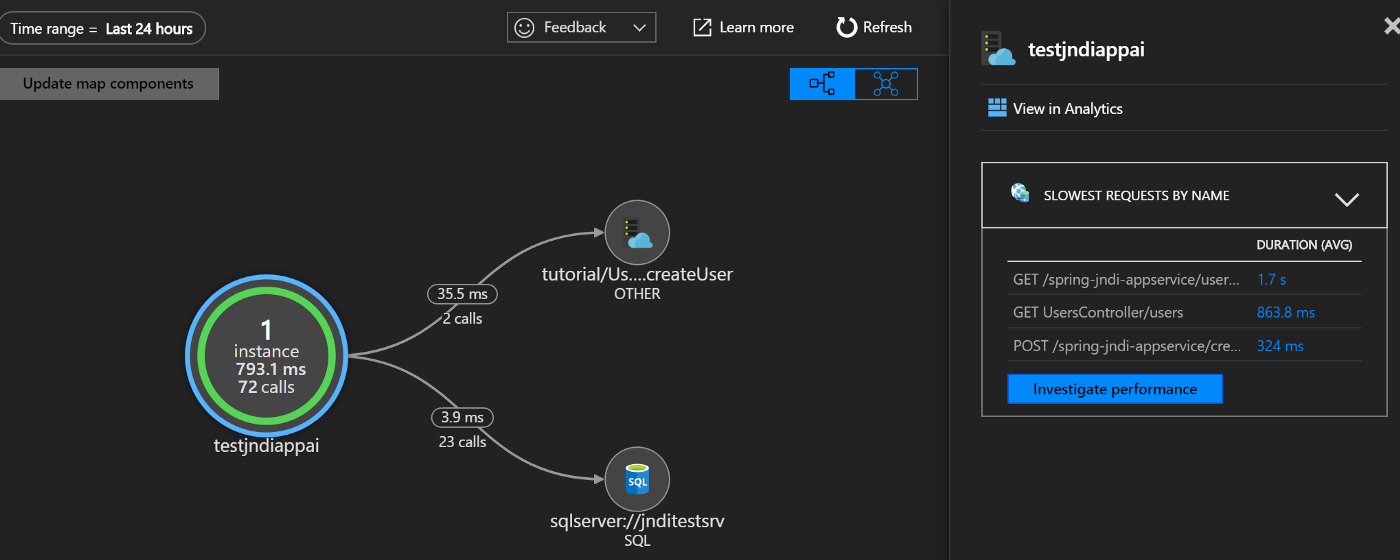 Time range = Last 24 hours
Feedback
Learn more
Refresh
Update map components
tutorial/Us....createUser
OTHER
35.5 ms
2 calls
1
instance
793.1 ms
72 calls
testjndiappai
3.9 ms
23 calls
SQL
sqlserver://jnditestsrv
SQL
testjndiappai
View in Analytics
SLOWEST REQUESTS BY NAME
DURATION (AVG)
GET /spring-jndi-appservice/user... 1.7 s
GET UsersController/users 863.8 ms
POST /spring-jndi-appservice/cre... 324 ms
Investigate performance